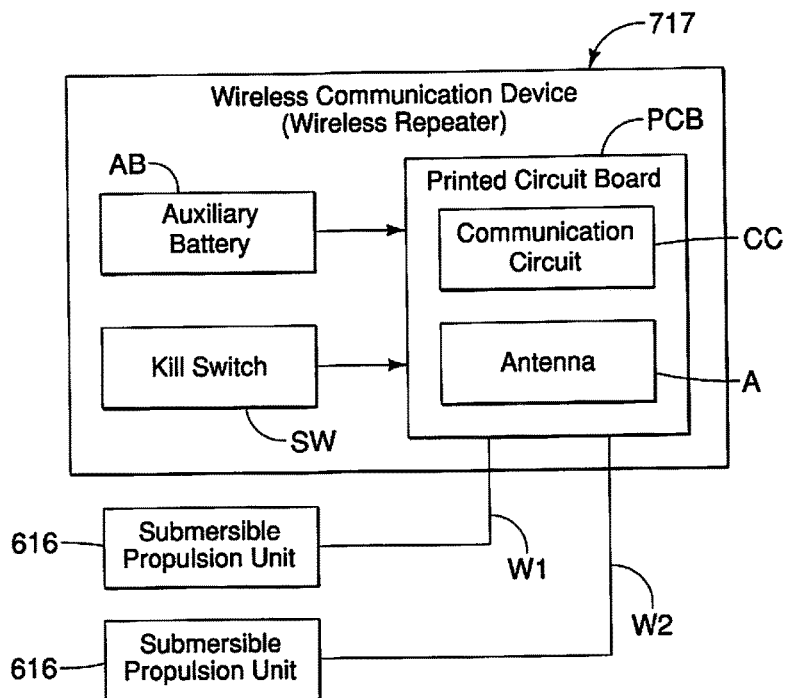 717
Wireless Communication Device
(Wireless Repeater)
PCB
AB
Printed Circuit Board
Auxiliary
Battery
Communication
Circuit
CC
Kill Switch
Antenna
A
SW
616
Submersible
Propulsion Unit
W1
W2
616
Submersible
Propulsion Unit